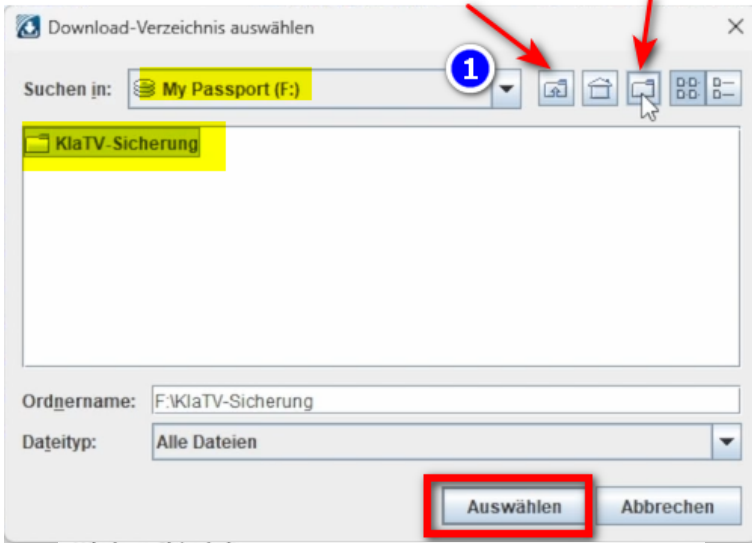 Download-Verzeichnis auswählen
Suchen in: My Passport (F:)
1
KlaTV-Sicherung
Ordnername: F:\KlaTV-Sicherung
Dateityp: Alle Dateien
Auswählen Abbrechen